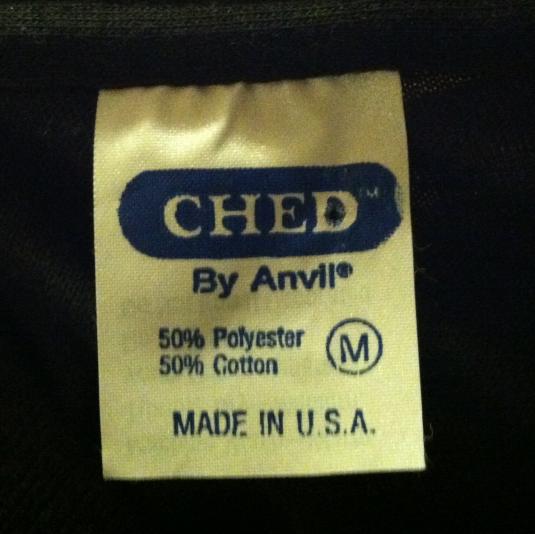 CHED™
By Anvil®
50% Polyester
50% Cotton
M
MADE IN U.S.A.